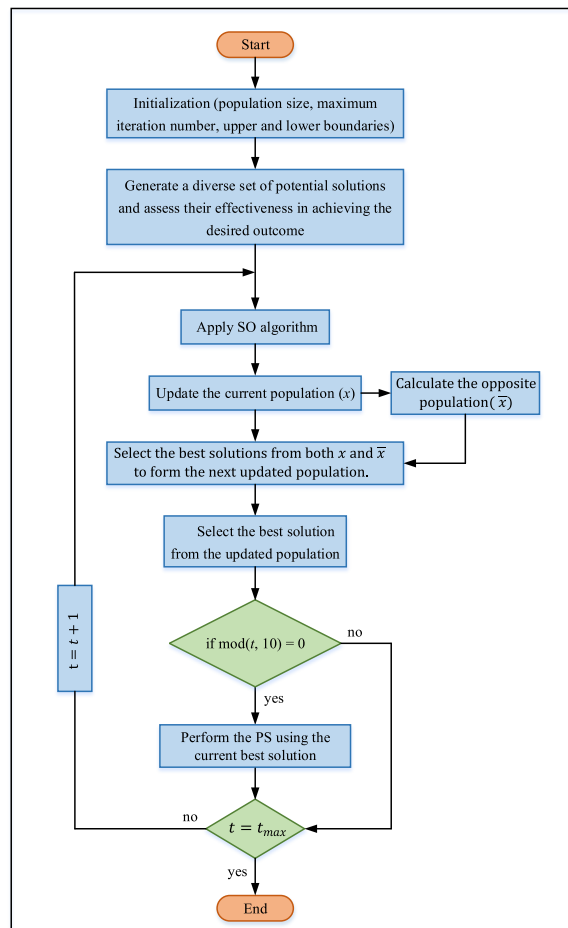 Start
Initialization (population size, maximum
iteration number, upper and lower boundaries)
Generate a diverse set of potential solutions
and assess their effectiveness in achieving the
desired outcome
Apply SO algorithm
Update the current population (x)
Calculate the opposite
population( x̅ )
Select the best solutions from both x and x̅
to form the next updated population.
Select the best solution
from the updated population
t = t + 1
if mod(t, 10) = 0
no
yes
Perform the PS using the
current best solution
no
t = tₘₐₓ
yes
End